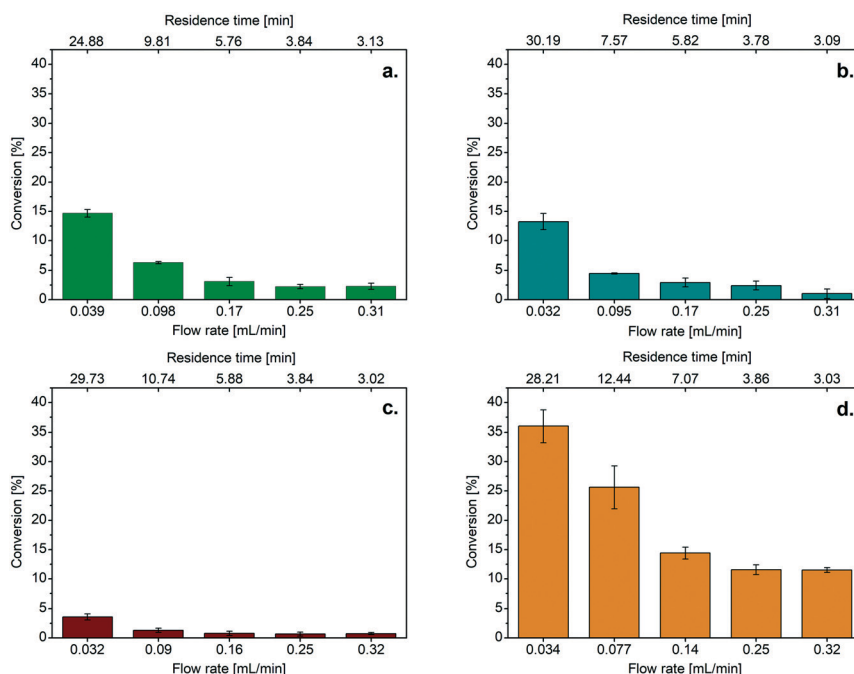 Residence time [min]
24.88 9.81 5.76 3.84 3.13
a.
40
35
30
25
20
15
10
5
0
Conversion [%]
0.039 0.098 0.17 0.25 0.31
Flow rate [mL/min]
Residence time [min]
30.19 7.57 5.82 3.78 3.09
b.
40
35
30
25
20
15
10
5
0
Conversion [%]
0.032 0.095 0.17 0.25 0.31
Flow rate [mL/min]
Residence time [min]
29.73 10.74 5.88 3.84 3.02
c.
40
35
30
25
20
15
10
5
0
Conversion [%]
0.032 0.09 0.16 0.25 0.32
Flow rate [mL/min]
Residence time [min]
28.21 12.44 7.07 3.86 3.03
d.
40
35
30
25
20
15
10
5
0
Conversion [%]
0.034 0.077 0.14 0.25 0.32
Flow rate [mL/min]